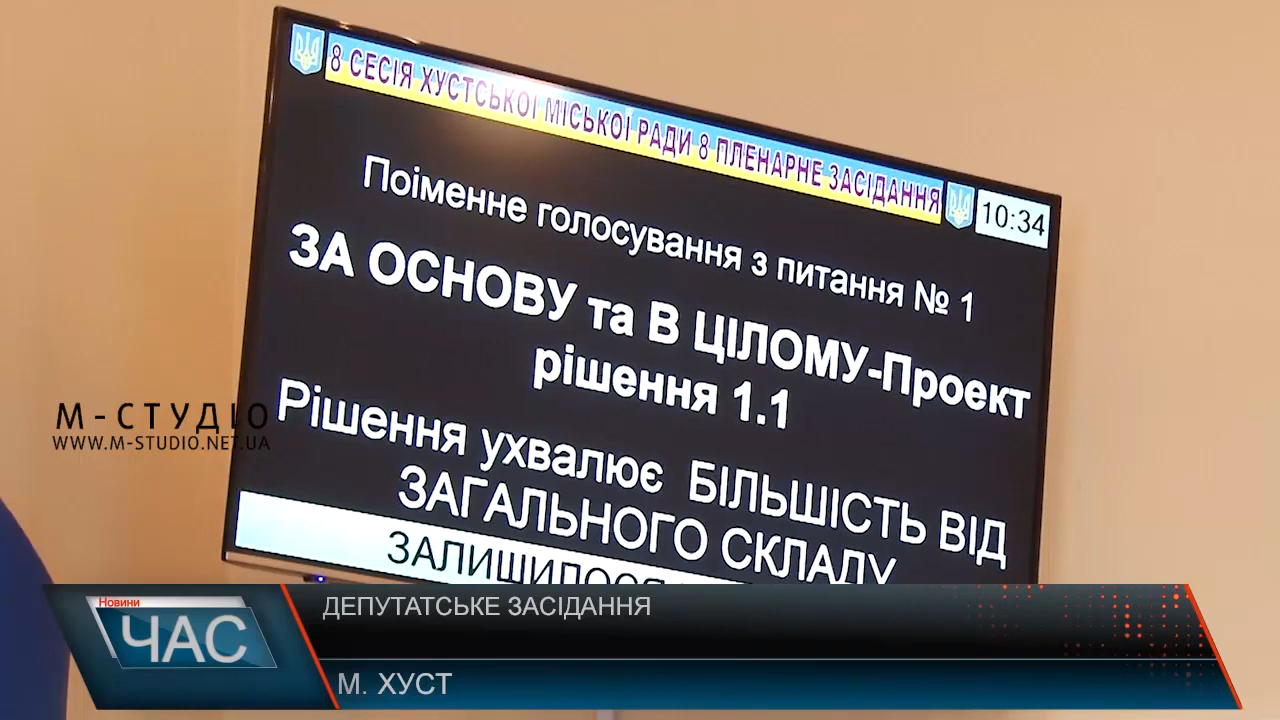 8 СЕСІЯ ХУСТСЬКОЇ МІСЬКОЇ РАДИ 8 ПЛЕНАРНЕ ЗАСІДАННЯ
10:34
Поіменне голосування з питання № 1
ЗА ОСНОВУ та В ЦІЛОМУ-Проект
рішення 1.1
Рішення ухвалює БІЛЬШІСТЬ ВІД
ЗАГАЛЬНОГО СКЛАДУ
ЗАЛИШИЛОСЯ
М-СТУДІО
WWW.M-STUDIO.NET.UA
Новини
ЧАС
ДЕПУТАТСЬКЕ ЗАСІДАННЯ
М. ХУСТ